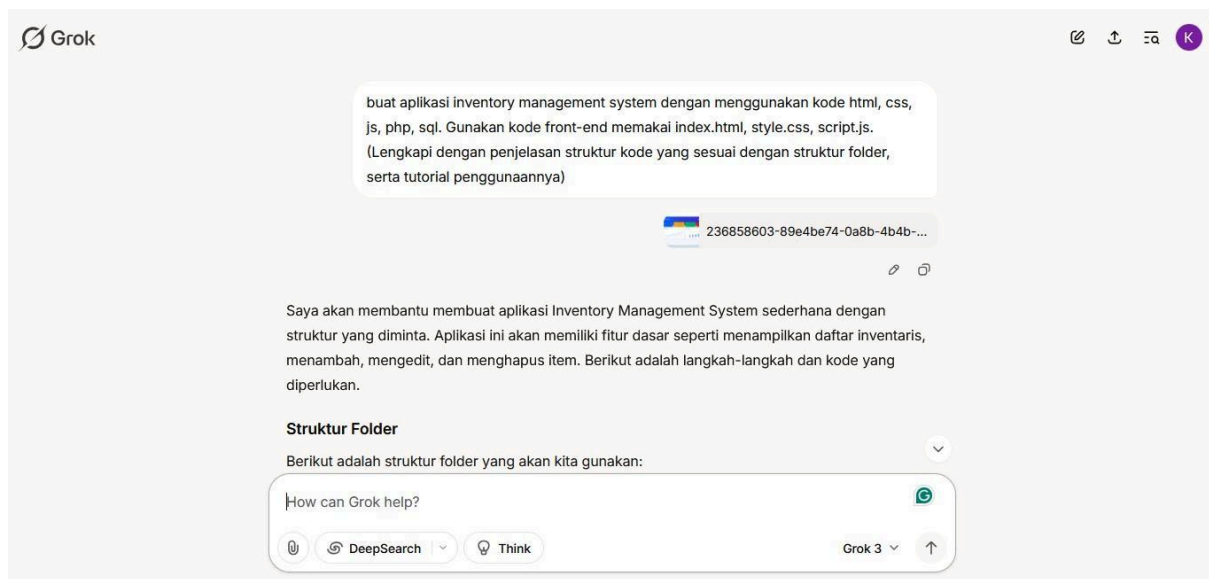 Grok
K
buat aplikasi inventory management system dengan menggunakan kode html, css,
js, php, sql. Gunakan kode front-end memakai index.html, style.css, script.js.
(Lengkapi dengan penjelasan struktur kode yang sesuai dengan struktur folder,
serta tutorial penggunaannya)
236858603-89e4be74-0a8b-4b4b-...
Saya akan membantu membuat aplikasi Inventory Management System sederhana dengan
struktur yang diminta. Aplikasi ini akan memiliki fitur dasar seperti menampilkan daftar inventaris,
menambah, mengedit, dan menghapus item. Berikut adalah langkah-langkah dan kode yang
diperlukan.
Struktur Folder
Berikut adalah struktur folder yang akan kita gunakan:
How can Grok help?
DeepSearch Think Grok 3